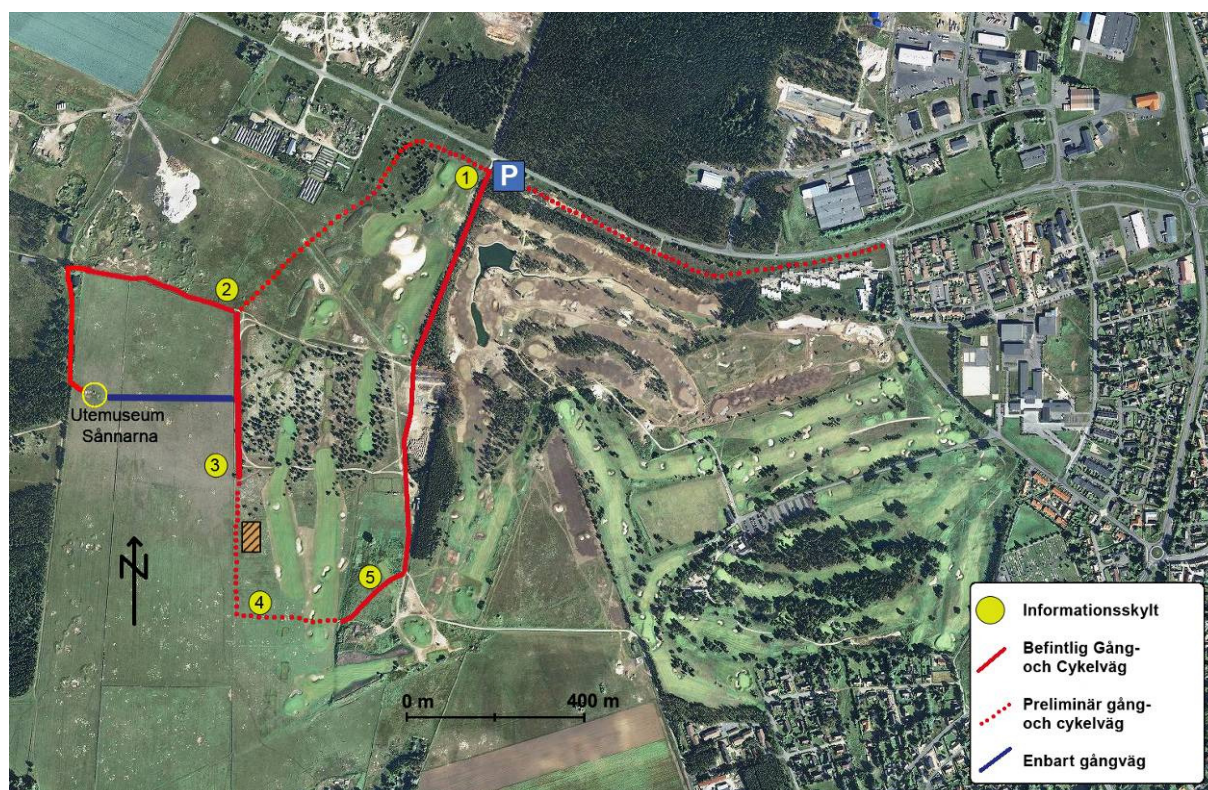 1
P
2
Utemuseum
Sånnarna
3
4
5
N
0 m
400 m
Informationsskylt
Befintlig Gång-
och Cykelväg
Preliminär gång-
och cykelväg
Enbart gångväg